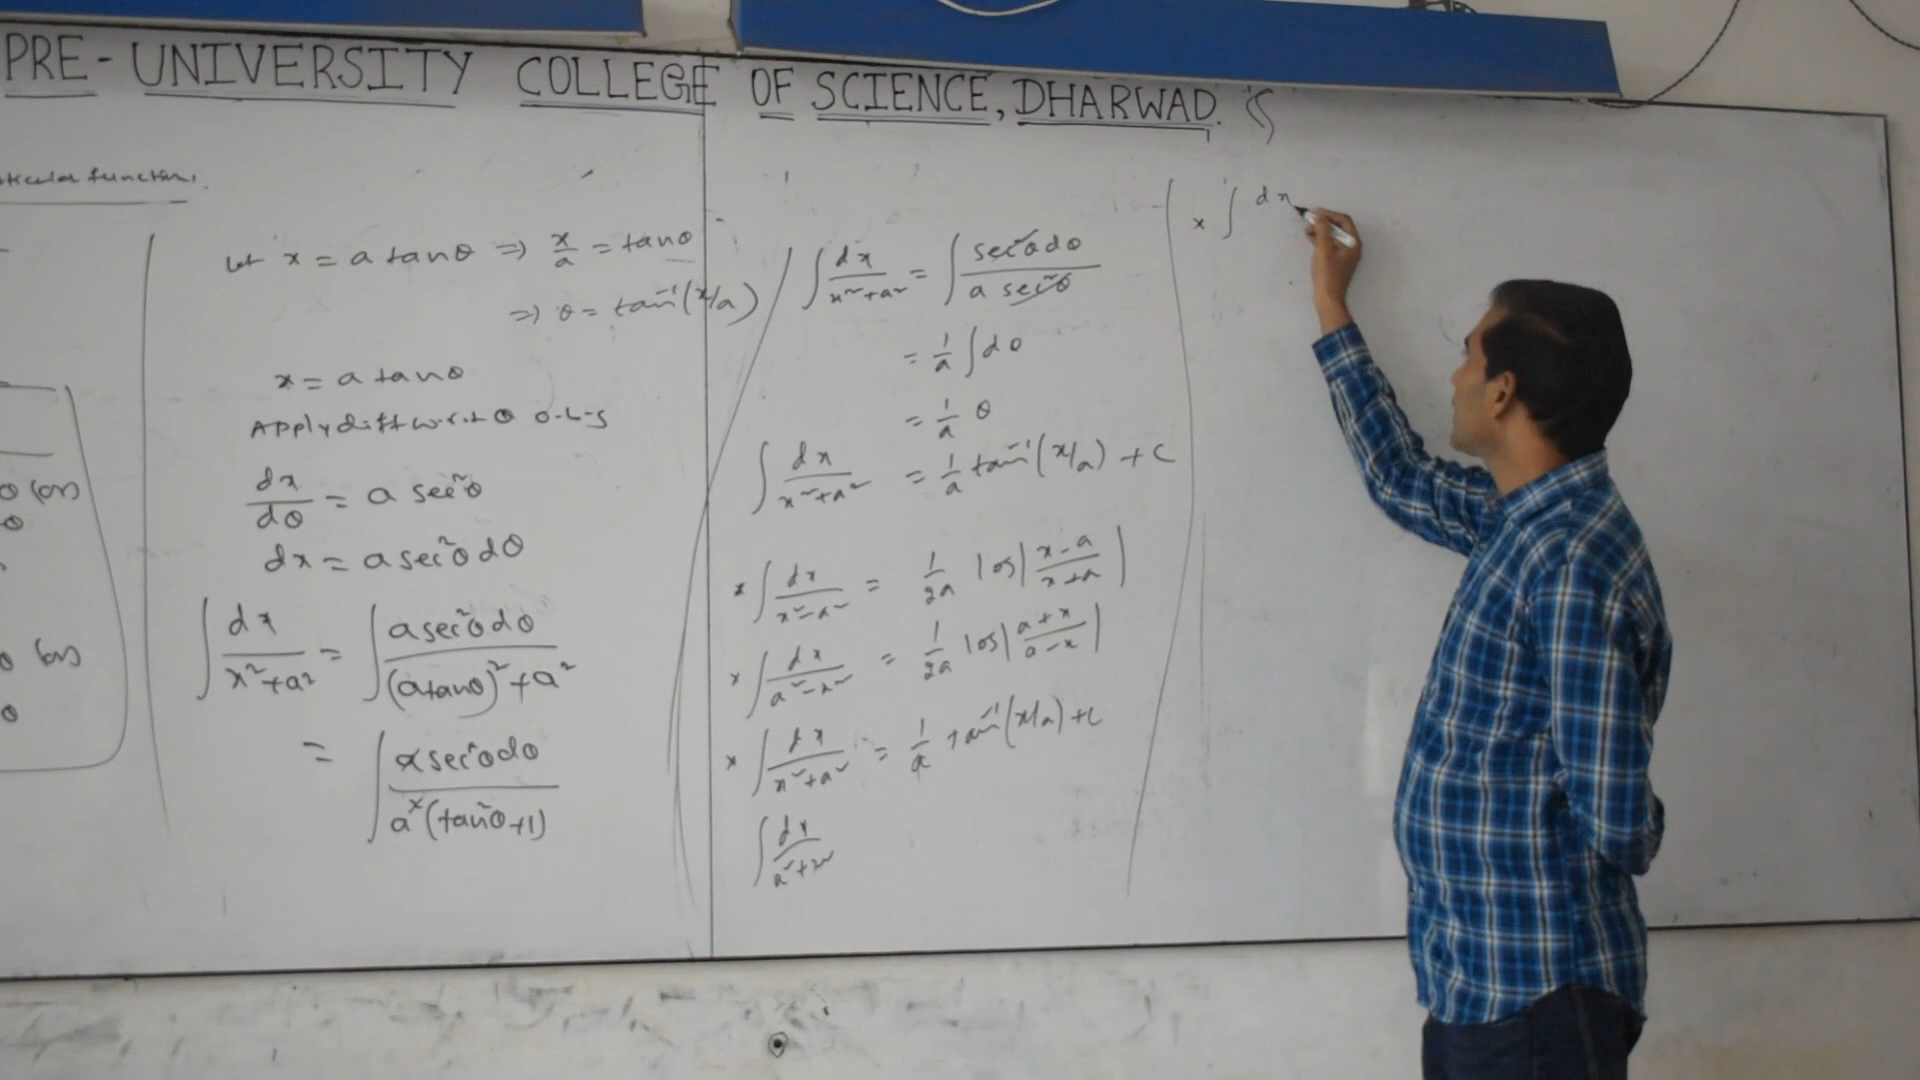 PRE-UNIVERSITY COLLEGE OF SCIENCE, DHARWAD.
Let x = a tanθ ⇒ x/a = tanθ
⇒ θ = tan⁻¹(x/a)
x = a tanθ
Apply diff w.r.t θ o.b.s
dx/dθ = a sec²θ
dx = a sec²θ dθ
∫ dx/(x²+a²) = ∫ a sec²θ dθ/((a tanθ)²+a²)
= ∫ a sec²θ dθ/(a²(tan²θ+1))
∫ dx/(x²+a²) = ∫ sec²θ dθ/(a sec²θ)
= 1/a ∫ dθ
= 1/a θ
∫ dx/(x²+a²) = 1/a tan⁻¹(x/a) + C
* ∫ dx/(x²-a²) = 1/2a log|(x-a)/(x+a)|
* ∫ dx/(a²-x²) = 1/2a log|(a+x)/(a-x)|
* ∫ dx/(x²+a²) = 1/a tan⁻¹(x/a) + C
∫ dx/(a²+x²)
* ∫ dx